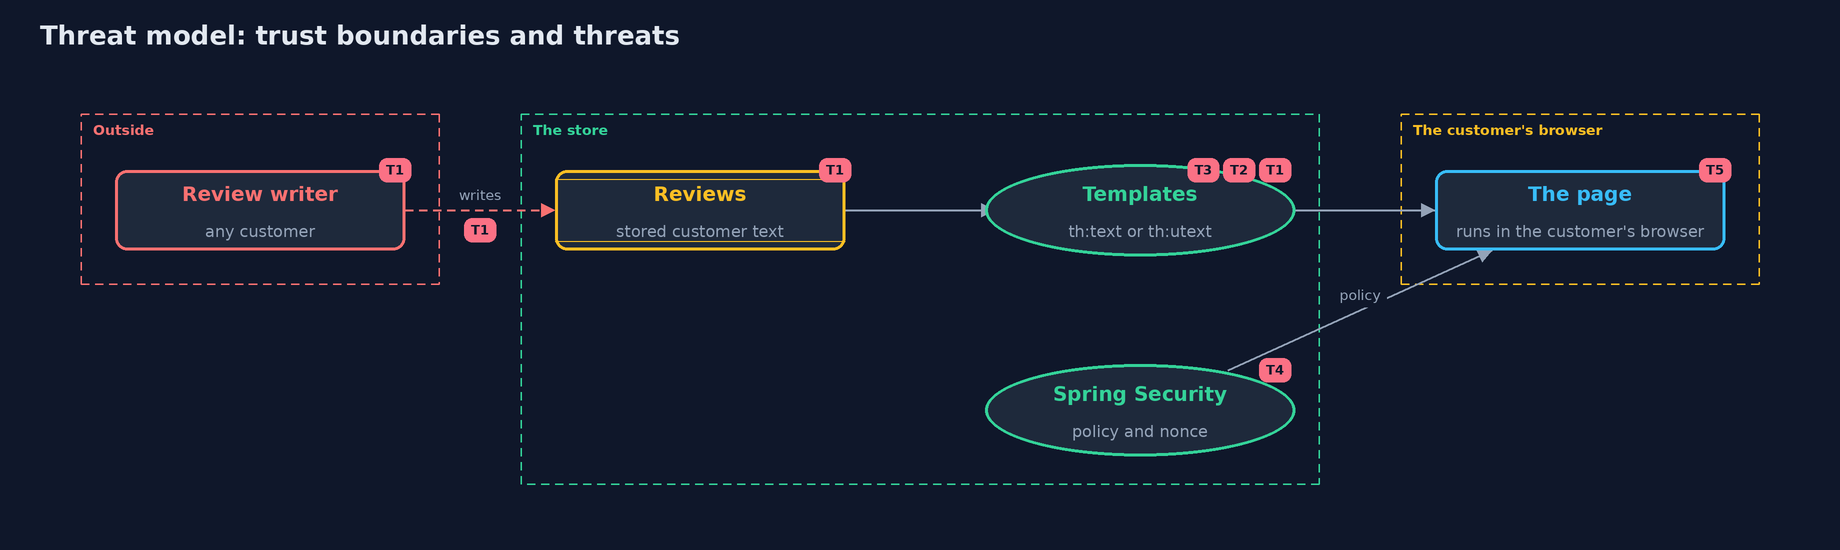 Threat model: trust boundaries and threats
Outside
T1
Review writer
any customer
writes
T1
The store
T1
Reviews
stored customer text
T3 T2 T1
Templates
th:text or th:utext
The customer's browser
T5
The page
runs in the customer's browser
policy
T4
Spring Security
policy and nonce